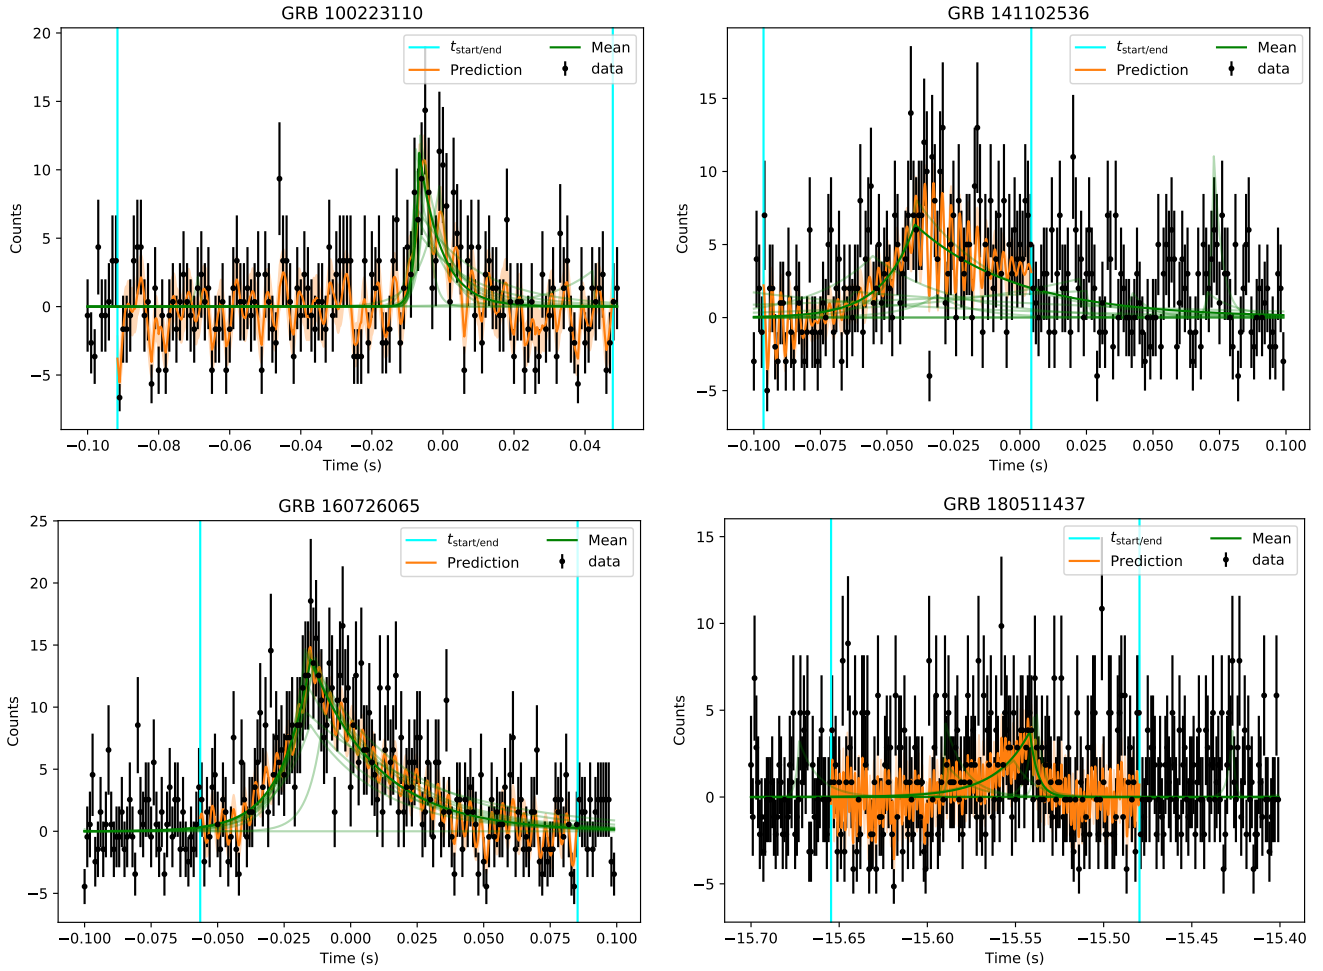 GRB 100223110
Counts
20
15
10
5
0
−5
t start/end
Prediction
Mean
data
−0.10 −0.08 −0.06 −0.04 −0.02 0.00 0.02 0.04
Time (s)
GRB 141102536
Counts
15
10
5
0
−5
t start/end
Prediction
Mean
data
−0.100 −0.075 −0.050 −0.025 0.000 0.025 0.050 0.075 0.100
Time (s)
GRB 160726065
Counts
25
20
15
10
5
0
−5
t start/end
Prediction
Mean
data
−0.100 −0.075 −0.050 −0.025 0.000 0.025 0.050 0.075 0.100
Time (s)
GRB 180511437
Counts
15
10
5
0
−5
t start/end
Prediction
Mean
data
−15.70 −15.65 −15.60 −15.55 −15.50 −15.45 −15.40
Time (s)